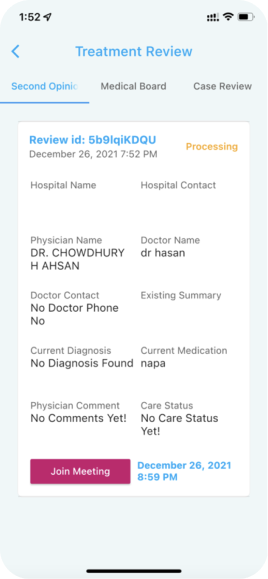 1:52
Treatment Review
Second Opinic
Medical Board
Case Review
Review id: 5b9lqiKDQU
December 26, 2021 7:52 PM
Processing
Hospital Name
Hospital Contact
Physician Name
DR. CHOWDHURY
H AHSAN
Doctor Name
dr hasan
Doctor Contact
No Doctor Phone
No
Existing Summary
Current Diagnosis
No Diagnosis Found
Current Medication
napa
Physician Comment
No Comments Yet!
Care Status
No Care Status
Yet!
Join Meeting
December 26, 2021
8:59 PM